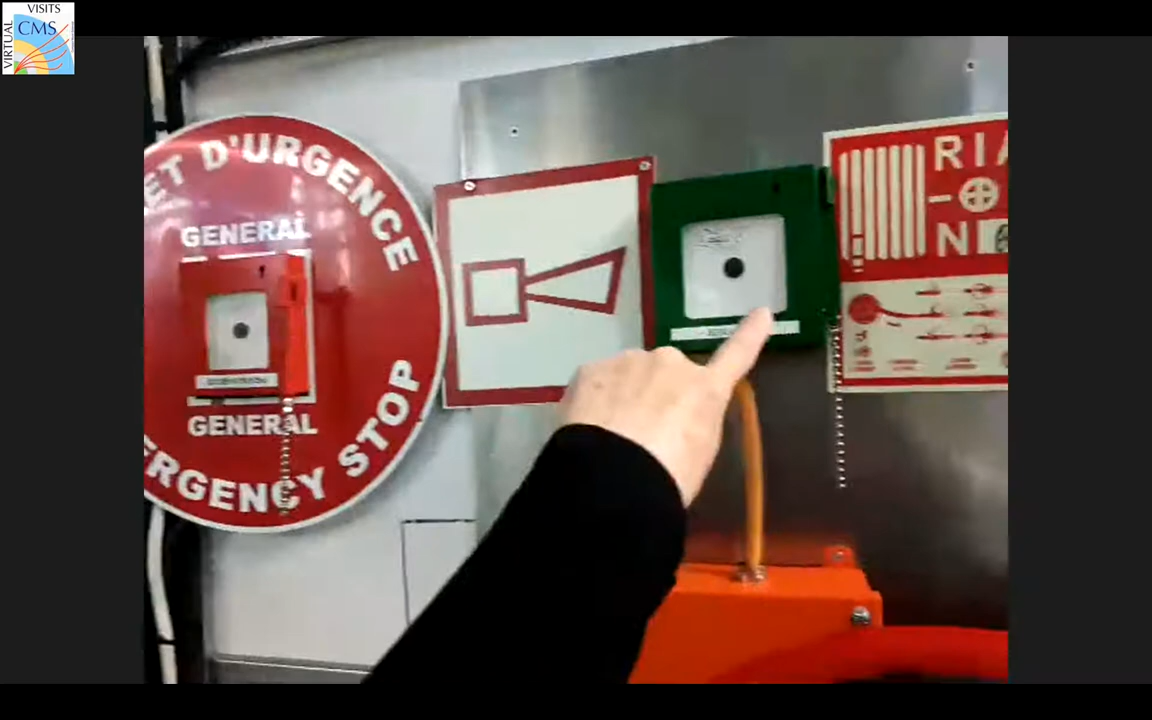 VISITS
CMS
VIRTUAL
ET D'URGENCE
GENERAL
GENERAL
ERGENCY STOP
RIA
N